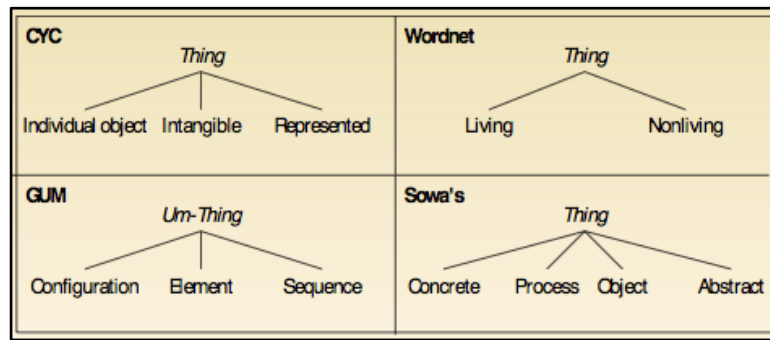 CYC
Thing
Individual object Intangible Represented
Wordnet
Thing
Living Nonliving
GUM
Um-Thing
Configuration Element Sequence
Sowa's
Thing
Concrete Process Object Abstract